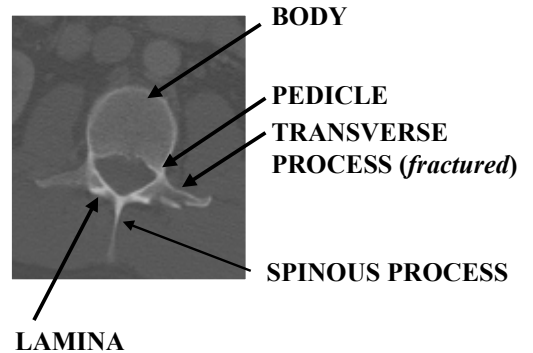 BODY
PEDICLE
TRANSVERSE
PROCESS (fractured)
SPINOUS PROCESS
LAMINA